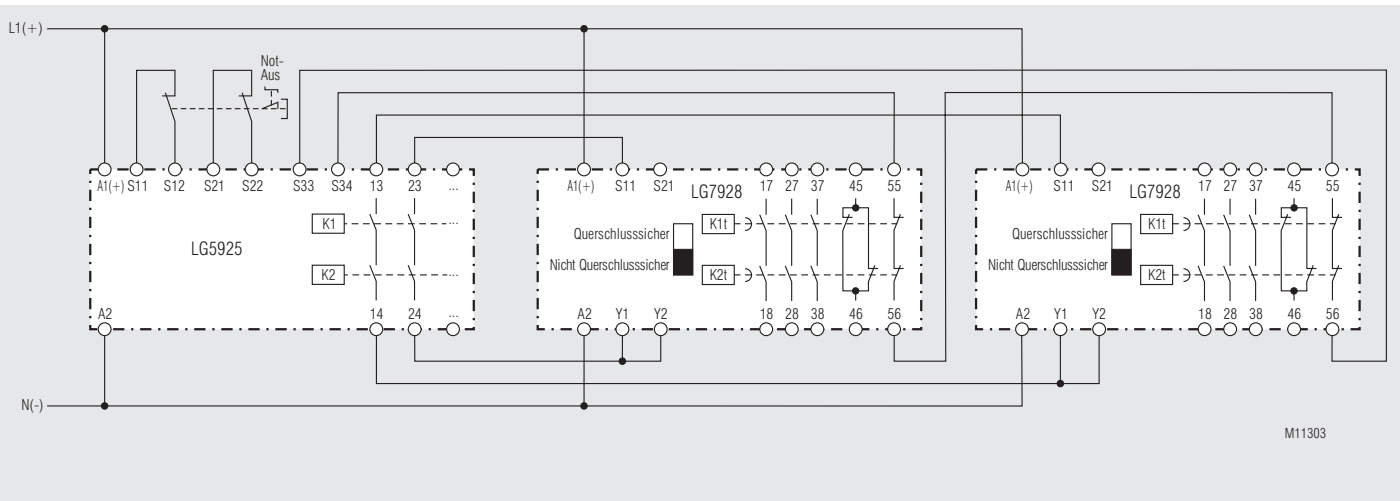 L1(+)
Not-
Aus
A1(+) S11 S12 S21 S22 S33 S34 13 23 ...
K1 ...
LG5925
K2 ...
A2 14 24 ...
A1(+) S11 S21 17 27 37 45 55
LG7928
Querschlusssicher K1t
Nicht Querschlusssicher K2t
A2 Y1 Y2 18 28 38 46 56
A1(+) S11 S21 17 27 37 45 55
LG7928
Querschlusssicher K1t
Nicht Querschlusssicher K2t
A2 Y1 Y2 18 28 38 46 56
N(-)
M11303